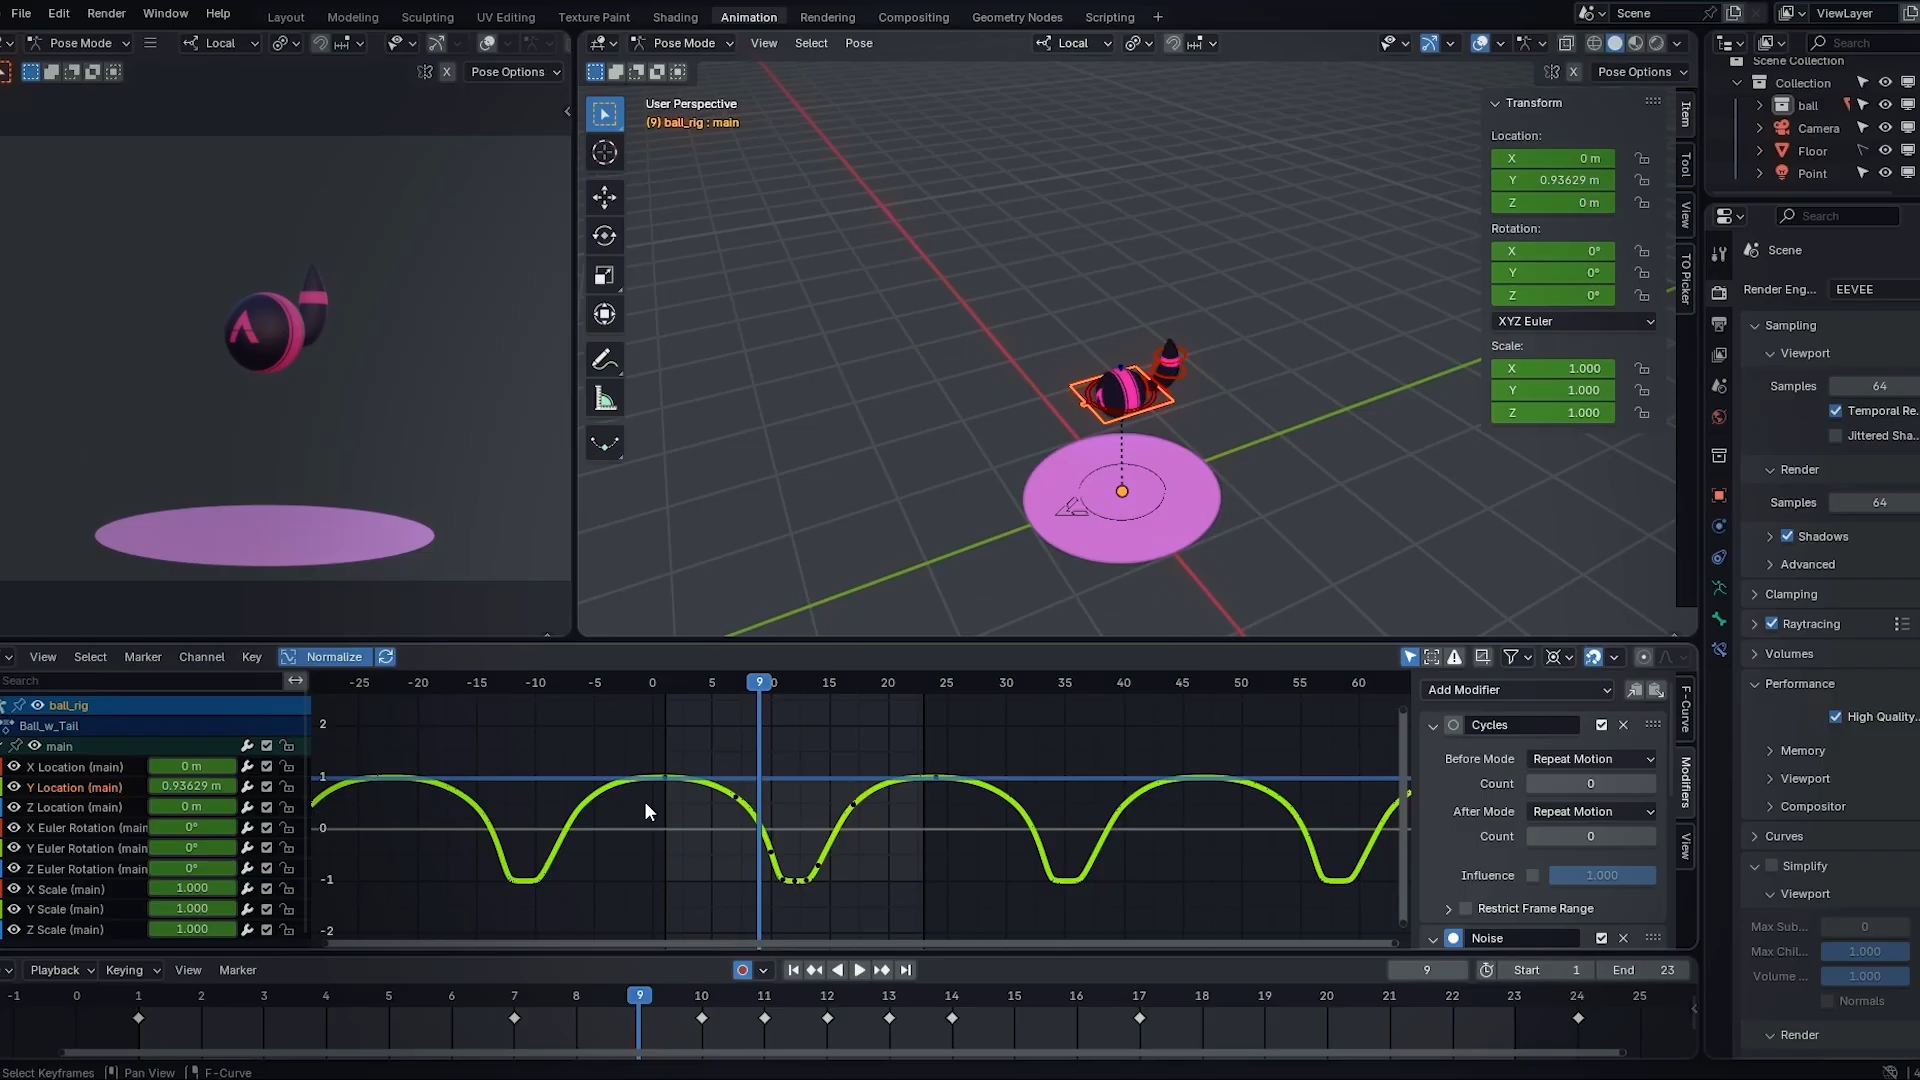 File Edit Render Window Help Layout Modeling Sculpting UV Editing Texture Paint Shading Animation Rendering Compositing Geometry Nodes Scripting + Scene ViewLayer
Pose Mode Local Pose Mode View Select Pose Local Search
X Pose Options X Pose Options
Scene Collection
Collection
ball
Camera
Floor
Point
User Perspective
(9) ball_rig : main
Transform
Location:
X 0 m
Y 0.93629 m
Z 0 m
Rotation:
X 0°
Y 0°
Z 0°
XYZ Euler
Scale:
X 1.000
Y 1.000
Z 1.000
Item
Tool
View
TO Picker
Search
Scene
Render Eng... EEVEE
Sampling
Viewport
Samples 64
Temporal Re...
Jittered Sha...
Render
Samples 64
Shadows
Advanced
Clamping
Raytracing
Volumes
Performance
High Quality...
Memory
Viewport
Compositor
Curves
Simplify
Viewport
Max Sub... 0
Max Chil... 1.000
Volume ... 1.000
Normals
Render
View Select Marker Channel Key Normalize
Search
-25 -20 -15 -10 -5 0 5 9 0 15 20 25 30 35 40 45 50 55 60
ball_rig
Ball_w_Tail
main
X Location (main) 0 m
Y Location (main) 0.93629 m
Z Location (main) 0 m
X Euler Rotation (main 0°
Y Euler Rotation (main 0°
Z Euler Rotation (main 0°
X Scale (main) 1.000
Y Scale (main) 1.000
Z Scale (main) 1.000
2
1
0
-1
-2
Add Modifier
Cycles
Before Mode Repeat Motion
Count 0
After Mode Repeat Motion
Count 0
Influence 1.000
Restrict Frame Range
Noise
F-Curve
Modifiers
View
Playback Keying View Marker 9 Start 1 End 23
-1 0 1 2 3 4 5 6 7 8 9 10 11 12 13 14 15 16 17 18 19 20 21 22 23 24 25
Select Keyframes Pan View F-Curve